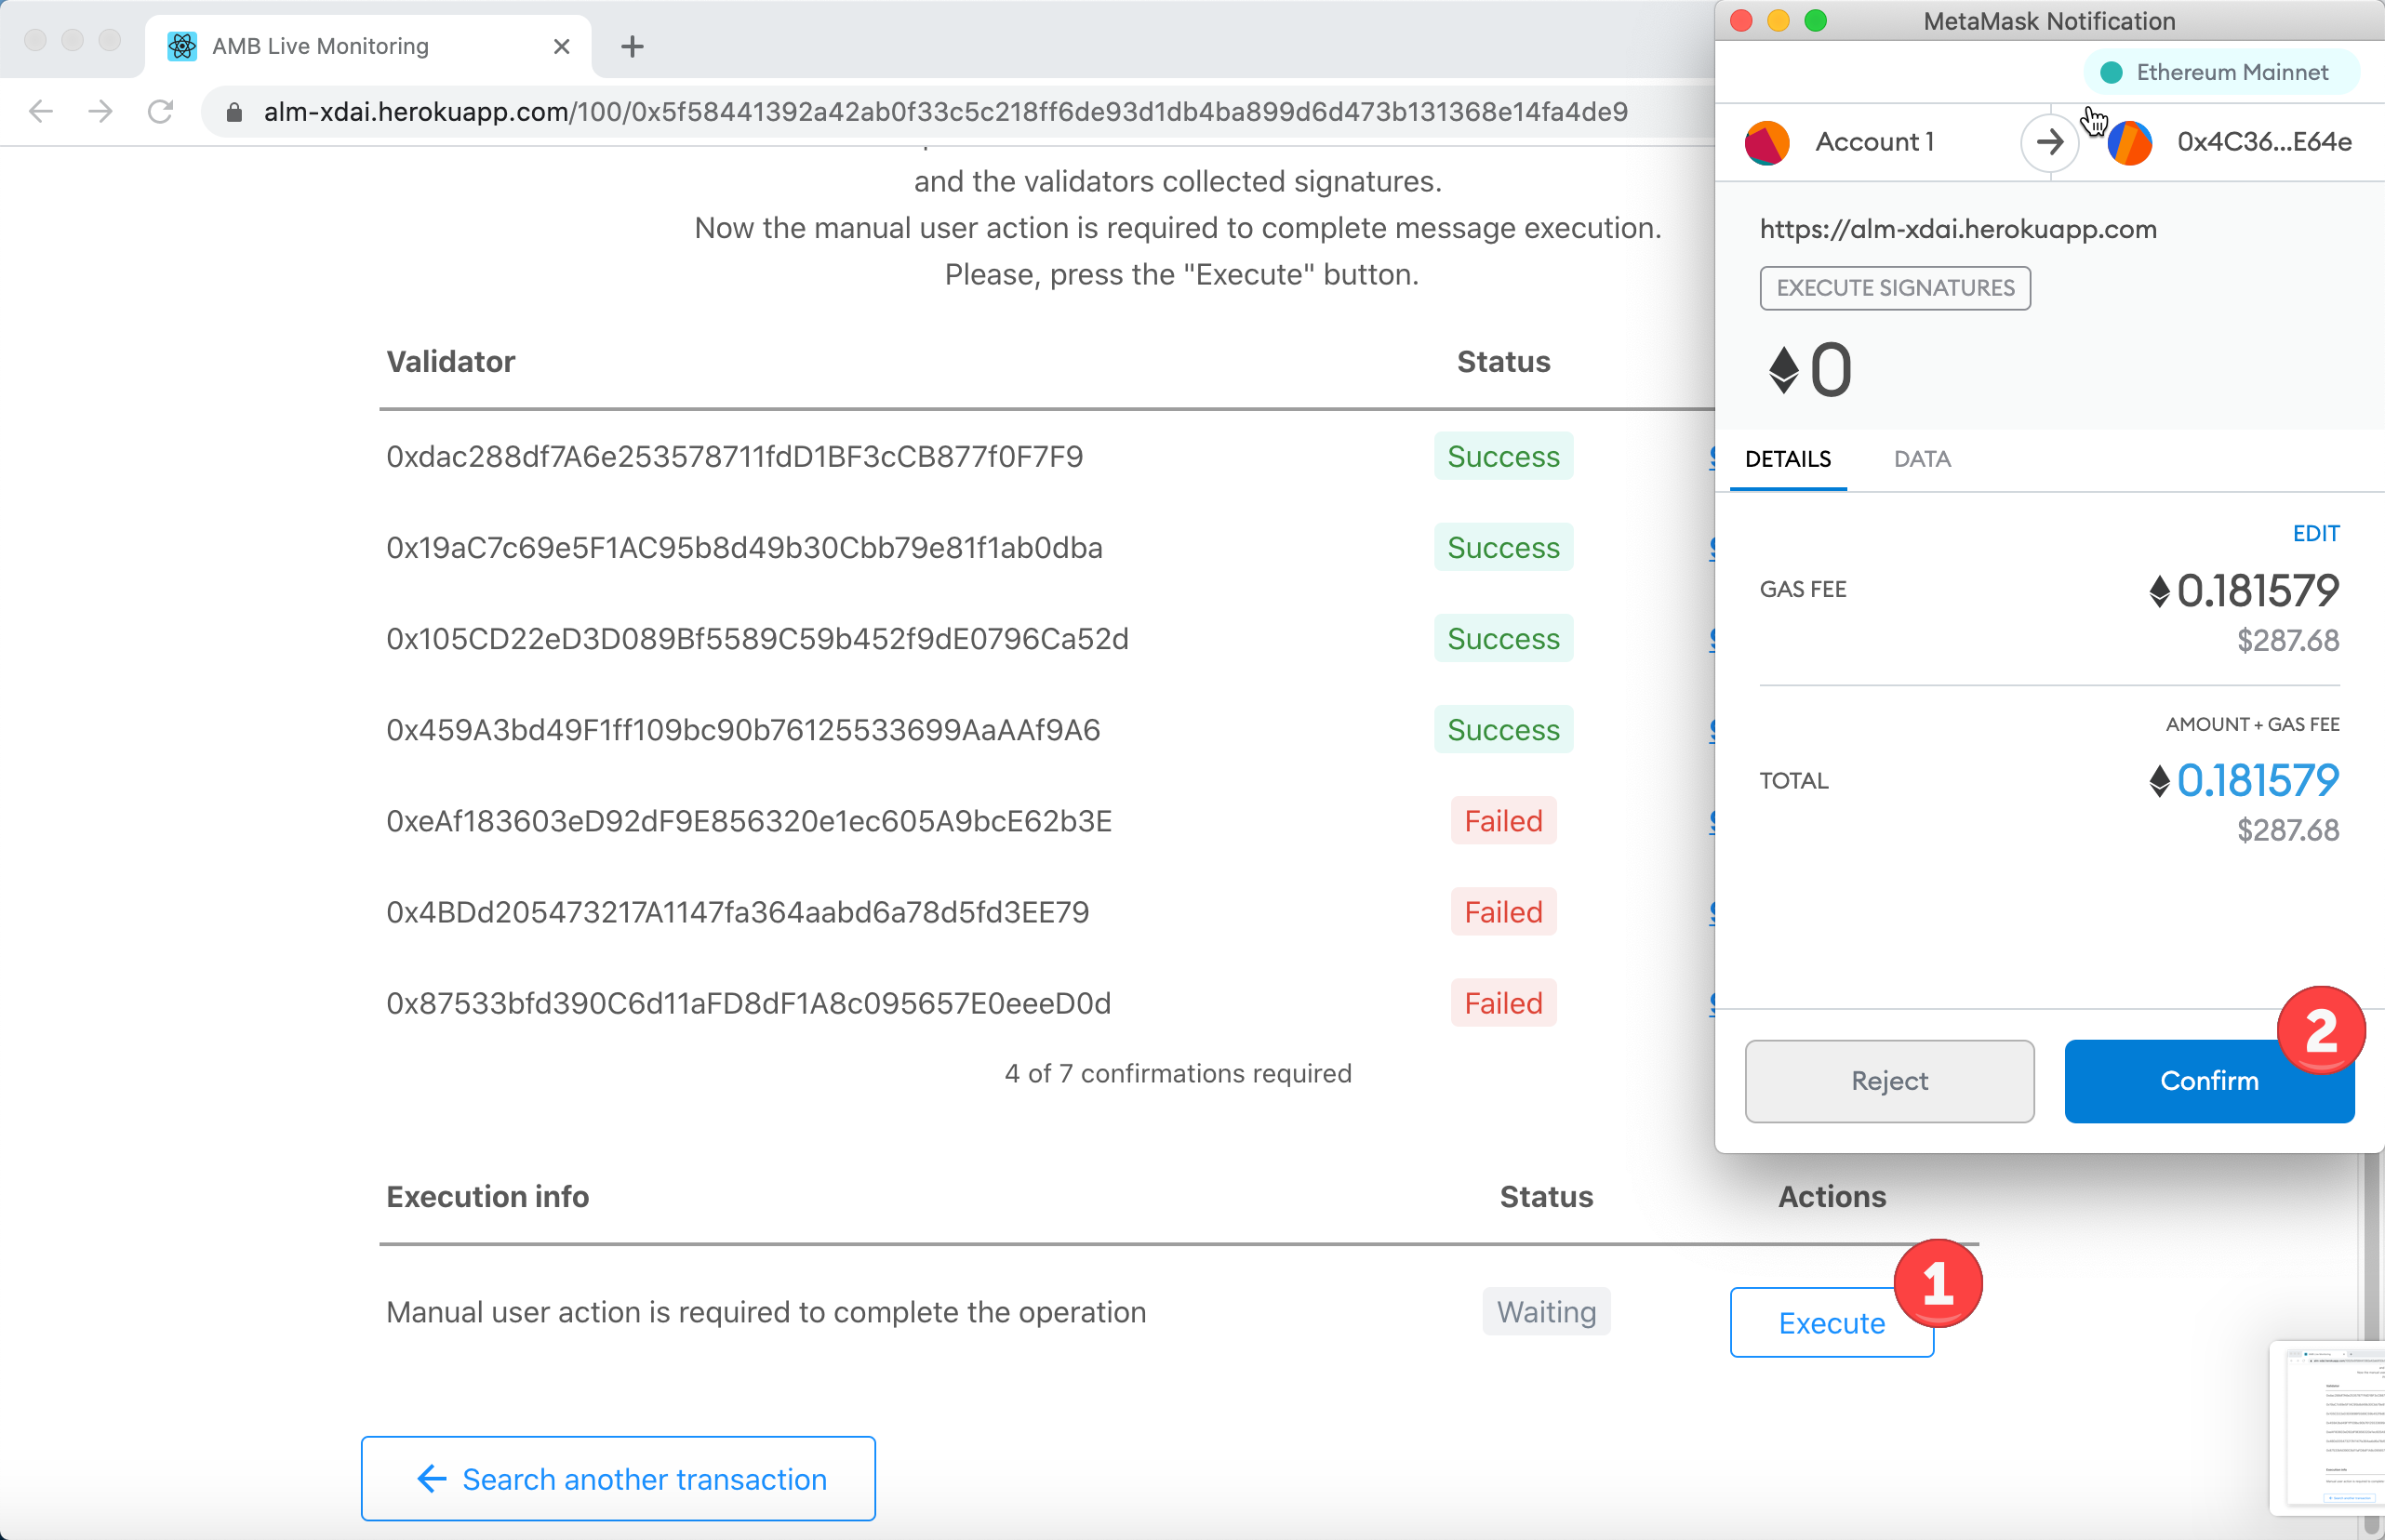 AMB Live Monitoring
alm-xdai.herokuapp.com/100/0x5f58441392a42ab0f33c5c218ff6de93d1db4ba899d6d473b131368e14fa4de9
and the validators collected signatures.
Now the manual user action is required to complete message execution.
Please, press the "Execute" button.
Validator Status
0xdac288df7A6e253578711fdD1BF3cCB877f0F7F9 Success
0x19aC7c69e5F1AC95b8d49b30Cbb79e81f1ab0dba Success
0x105CD22eD3D089Bf5589C59b452f9dE0796Ca52d Success
0x459A3bd49F1ff109bc90b76125533699AaAAf9A6 Success
0xeAf183603eD92dF9E856320e1ec605A9bcE62b3E Failed
0x4BDd205473217A1147fa364aabd6a78d5fd3EE79 Failed
0x87533bfd390C6d11aFD8dF1A8c095657E0eeeD0d Failed
4 of 7 confirmations required
Execution info Status Actions
Manual user action is required to complete the operation Waiting Execute
1
Search another transaction
MetaMask Notification
Ethereum Mainnet
Account 1 0x4C36...E64e
https://alm-xdai.herokuapp.com
EXECUTE SIGNATURES
0
DETAILS DATA
EDIT
GAS FEE 0.181579
$287.68
AMOUNT + GAS FEE
TOTAL 0.181579
$287.68
Reject Confirm
2